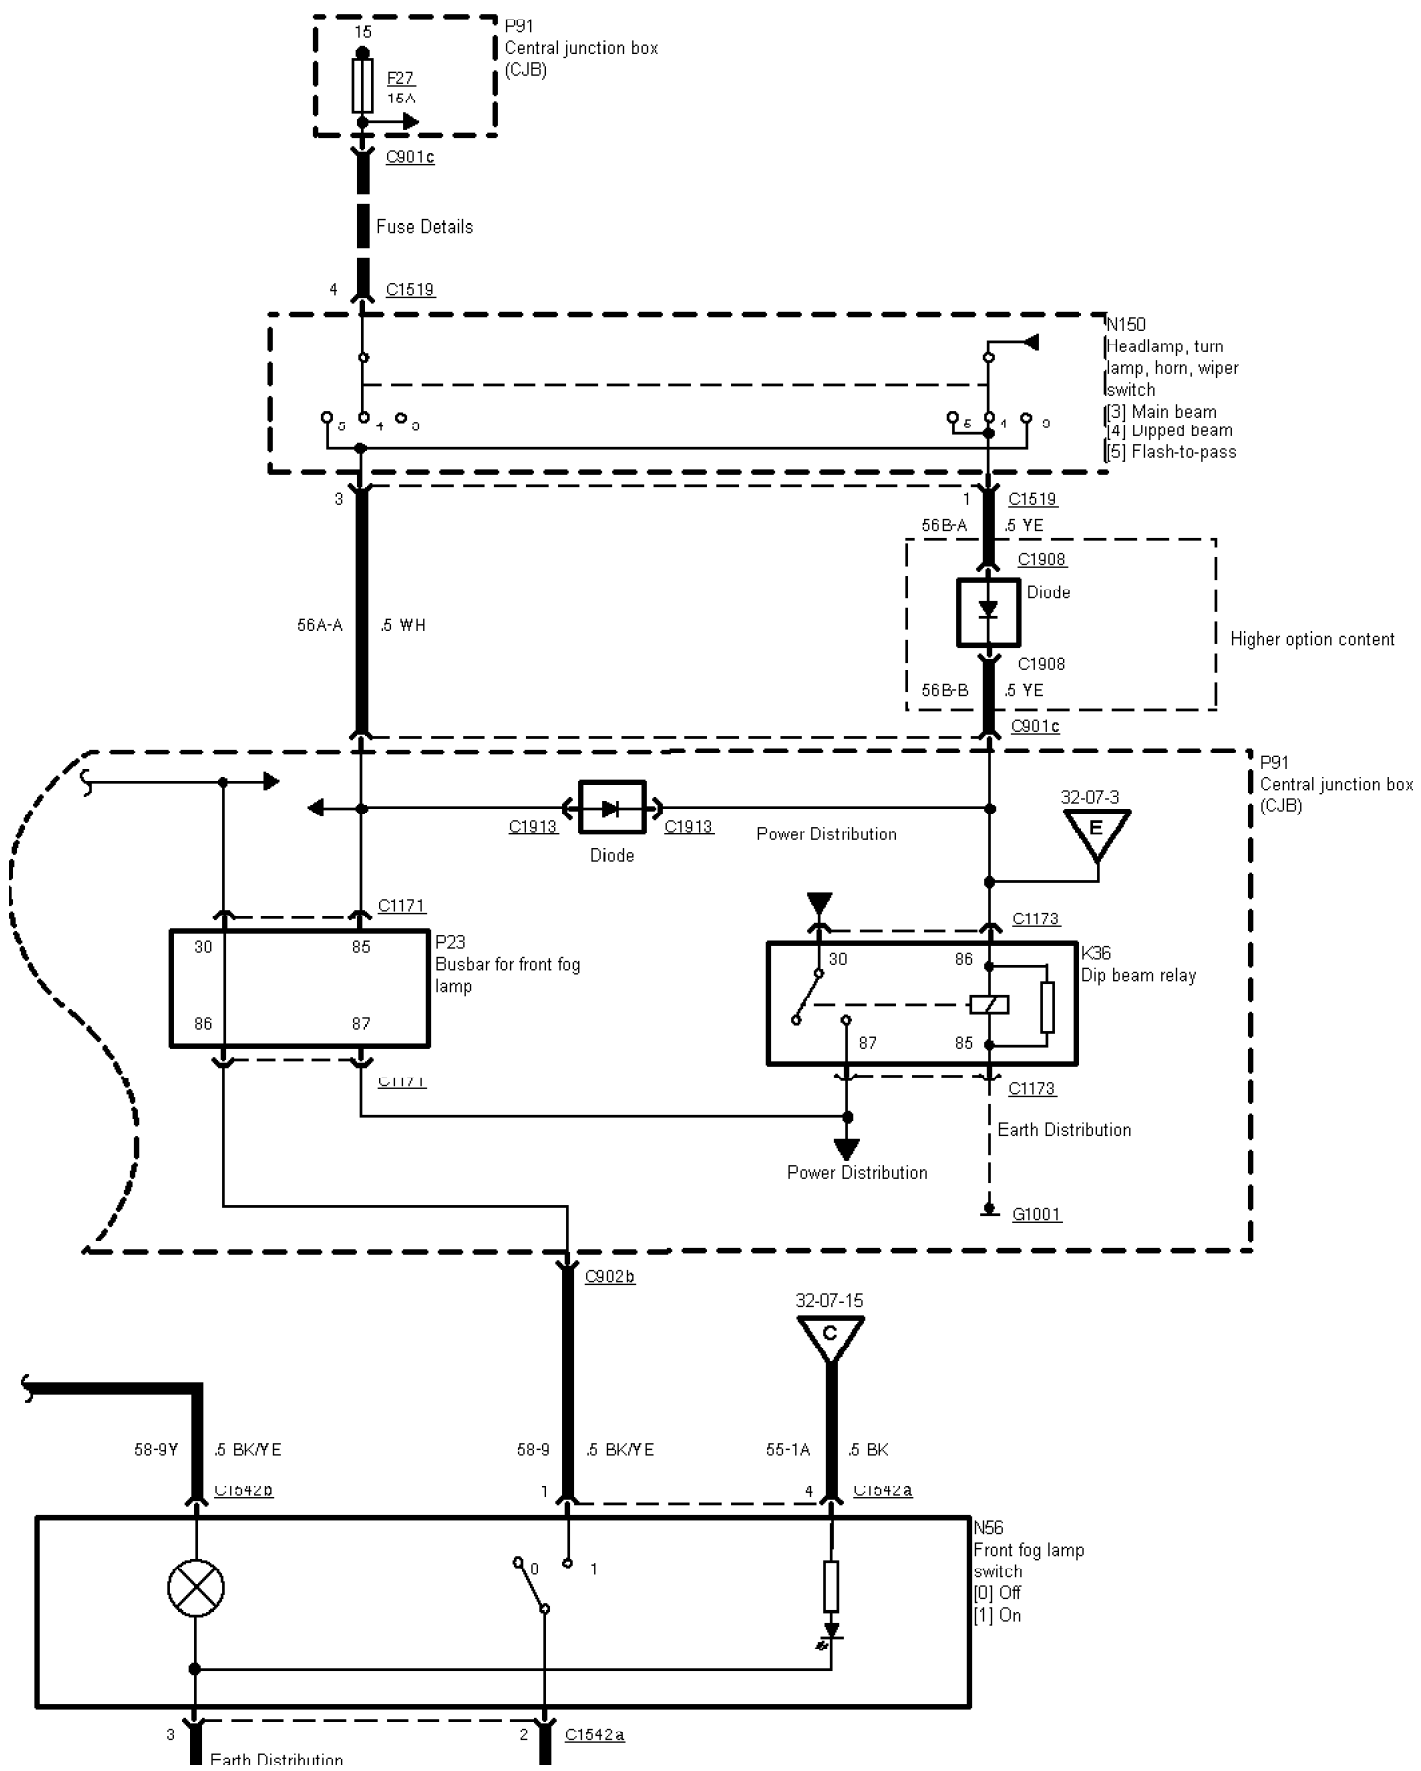 15
P91
Central junction box
(CJB)
F27
15A
C901c
Fuse Details
4
C1519
N150
Headlamp, turn
lamp, horn, wiper
switch
[3] Main beam
[4] Dipped beam
[5] Flash-to-pass
5
4
3
5
4
3
3
1
C1519
56B-A
.5 YE
C1908
Diode
56A-A
.5 WH
Higher option content
C1908
56B-B
.5 YE
C901c
P91
Central junction box
(CJB)
32-07-3
E
C1913
C1913
Diode
Power Distribution
C1171
C1173
30
85
P23
Busbar for front fog
lamp
86
87
30
86
K36
Dip beam relay
87
85
C1171
C1173
Earth Distribution
Power Distribution
G1001
C902b
32-07-15
C
58-9Y
.5 BK/YE
58-9
.5 BK/YE
55-1A
.5 BK
C1542b
1
4
C1542a
N56
Front fog lamp
switch
[0] Off
[1] On
0
1
3
2
C1542a
Earth Distribution